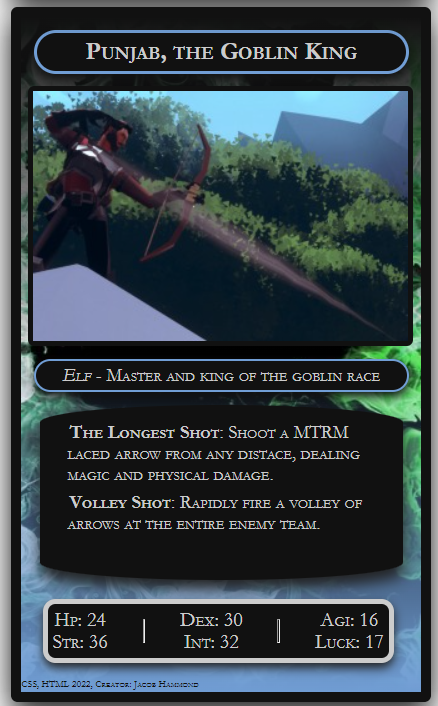 Punjab, the Goblin King
Elf - Master and king of the goblin race
The Longest Shot: Shoot a MTRM
laced arrow from any distace, dealing
magic and physical damage.
Volley Shot: Rapidly fire a volley of
arrows at the entire enemy team.
Hp: 24 Dex: 30 Agi: 16
Str: 36 Int: 32 Luck: 17
CSS, HTML 2022, Creator: Jacob Hammond